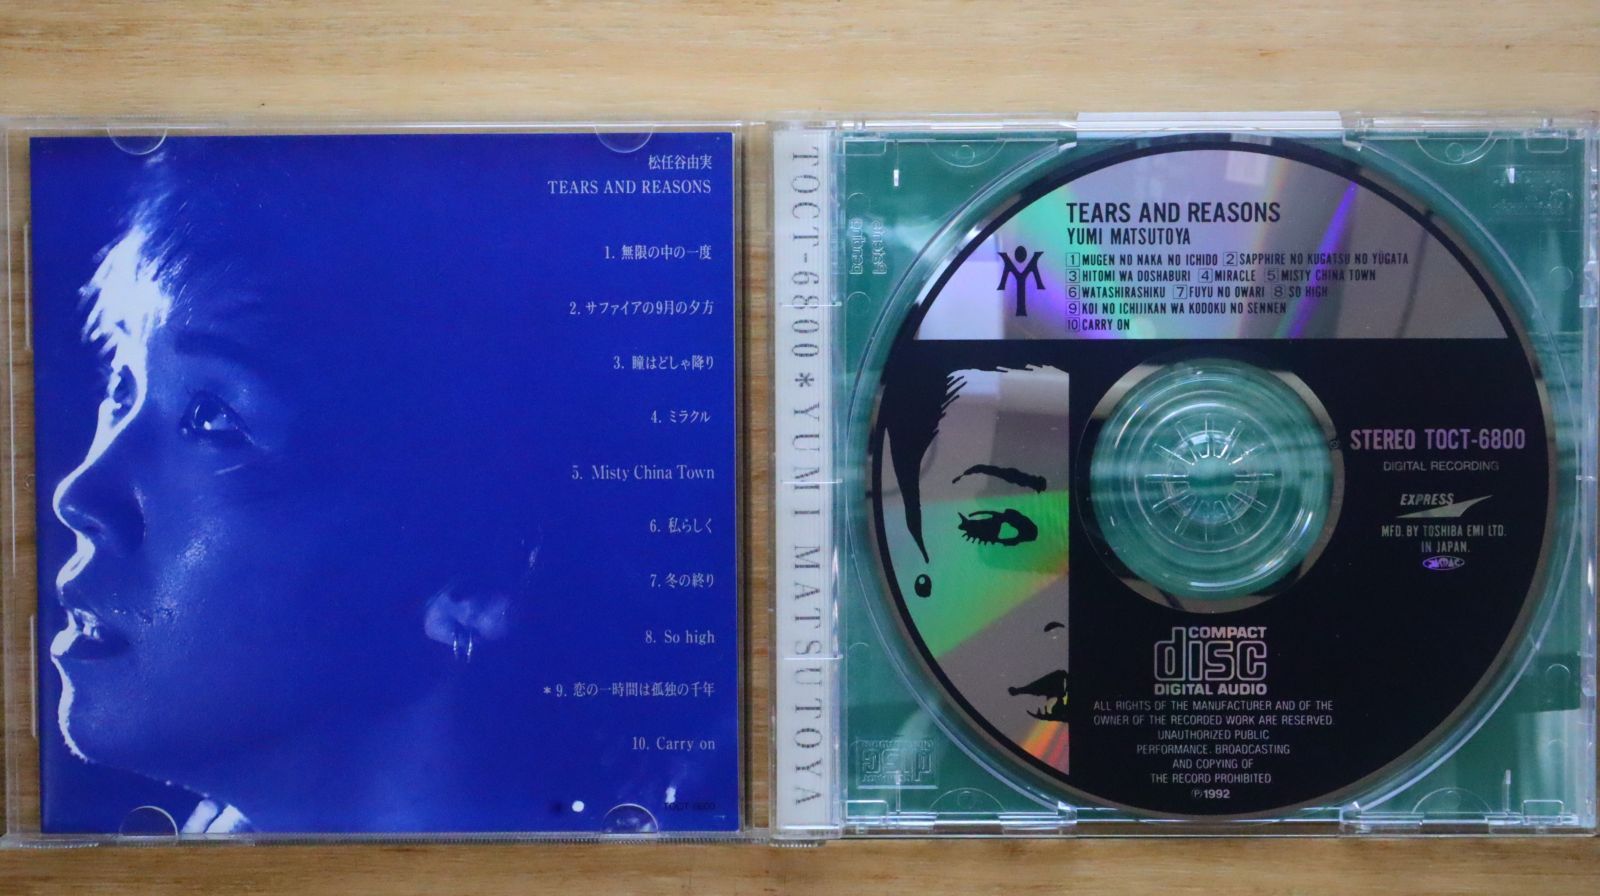 松任谷由実
TEARS AND REASONS
1. 無限の中の一度
2. サファイアの9月の夕方
3. 瞳はどしゃ降り
4. ミラクル
5. Misty China Town
6. 私らしく
7. 冬の終り
8. So high
*9. 恋の一時間は孤独の千年
10. Carry on
TOCT-6800
TOCT-6800*YUMI MATSUTOYA
TEARS AND REASONS
YUMI MATSUTOYA
1 MUGEN NO NAKA NO ICHIDO 2 SAPPHIRE NO KUGATSU NO YŪGATA
3 HITOMI WA DOSHABURI 4 MIRACLE 5 MISTY CHINA TOWN
6 WATASHIRASHIKU 7 FUYU NO OWARI 8 SO HIGH
9 KOI NO ICHIJIKAN WA KODOKU NO SENNEN
10 CARRY ON
STEREO TOCT-6800
DIGITAL RECORDING
EXPRESS
MFD. BY TOSHIBA EMI LTD.
IN JAPAN.
COMPACT
disc
DIGITAL AUDIO
ALL RIGHTS OF THE MANUFACTURER AND OF THE
OWNER OF THE RECORDED WORK ARE RESERVED.
UNAUTHORIZED PUBLIC
PERFORMANCE. BROADCASTING
AND COPYING OF
THE RECORD PROHIBITED
Ⓟ1992